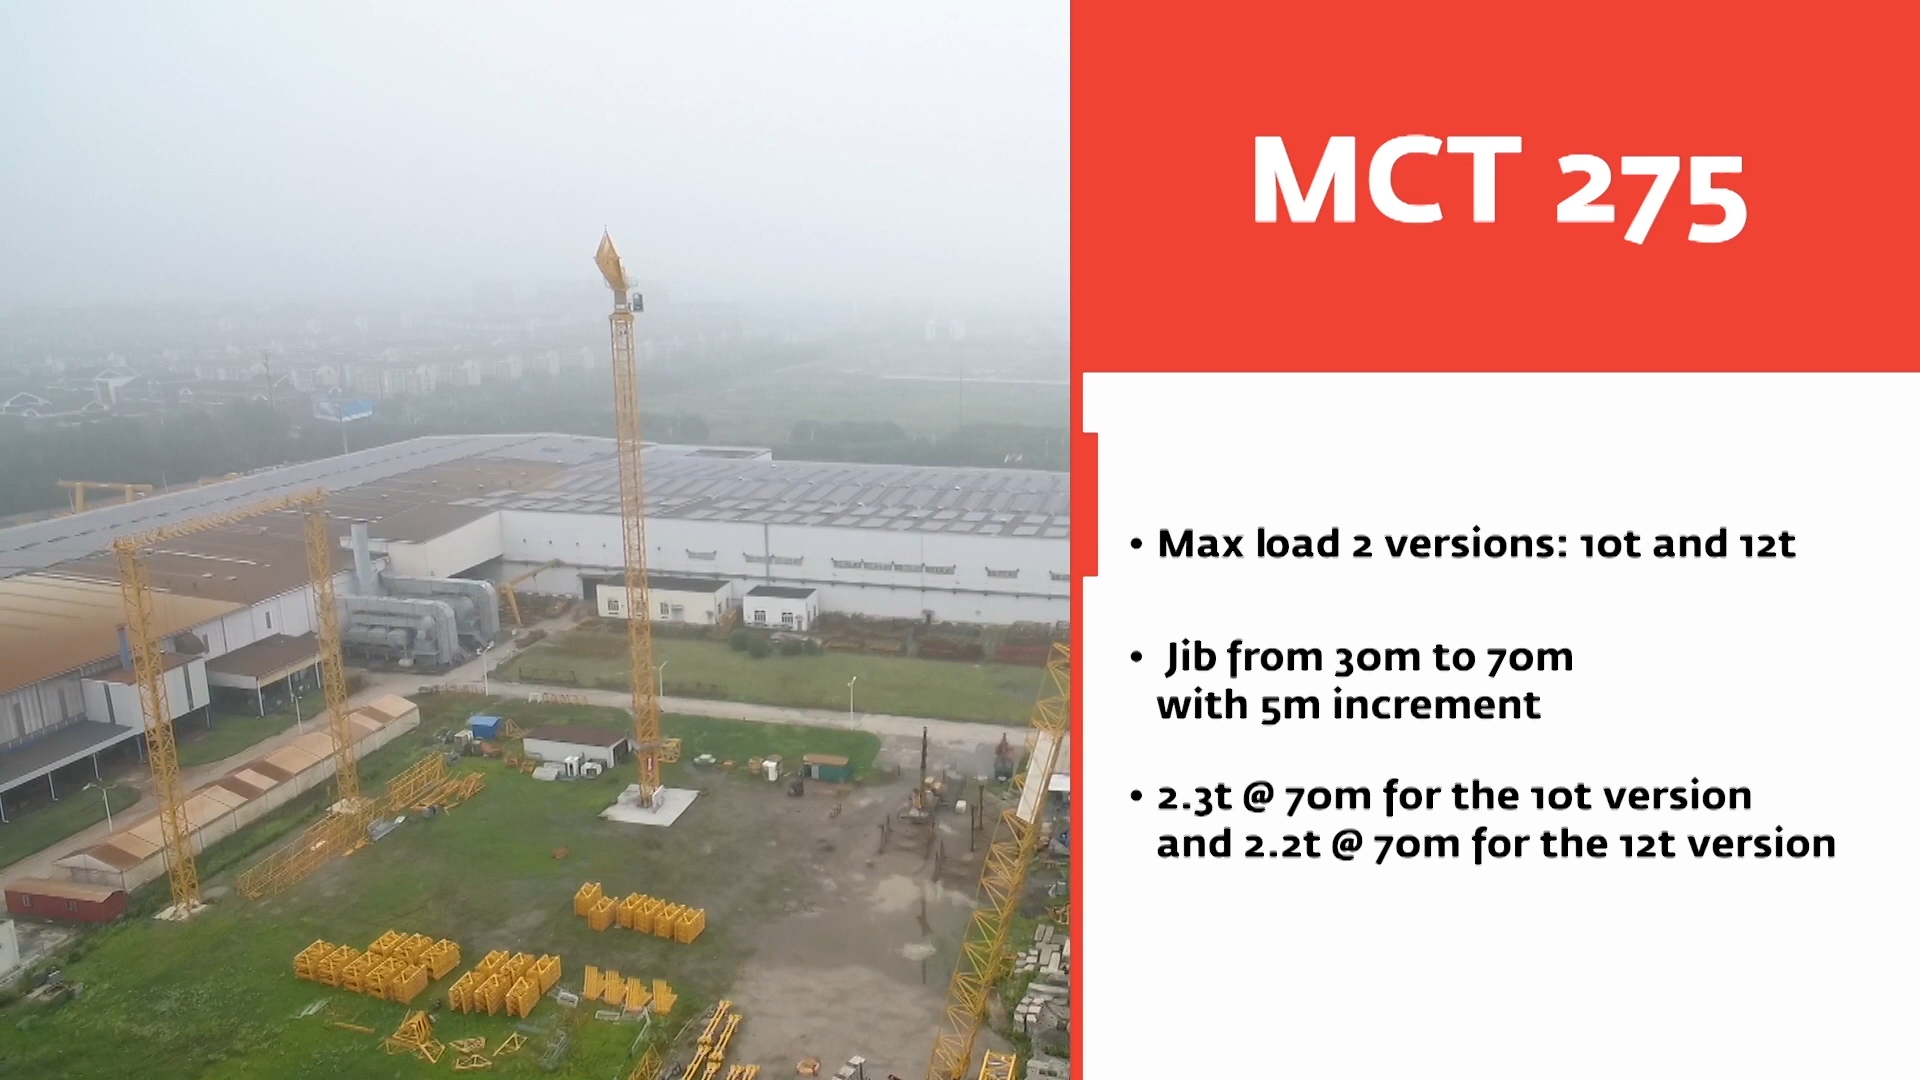 MCT 275
• Max load 2 versions: 10t and 12t
• Jib from 30m to 70m
with 5m increment
• 2.3t @ 70m for the 10t version
and 2.2t @ 70m for the 12t version